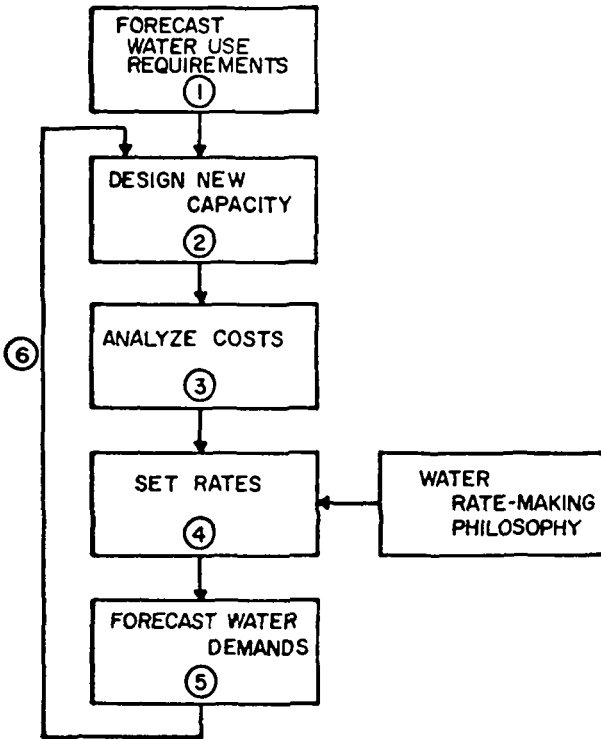 FORECAST
WATER USE
REQUIREMENTS
1
DESIGN NEW
CAPACITY
2
ANALYZE COSTS
3
6
SET RATES
4
WATER
RATE-MAKING
PHILOSOPHY
FORECAST WATER
DEMANDS
5